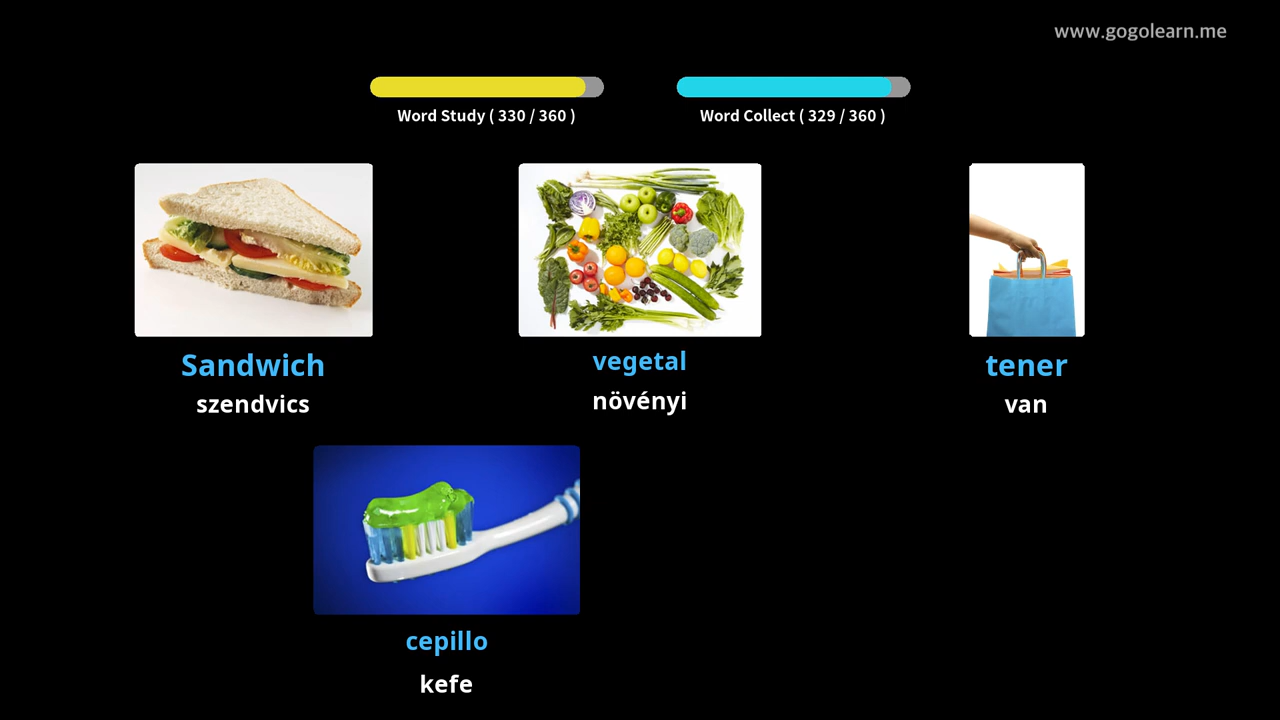 www.gogolearn.me
Word Study ( 330 / 360 )
Word Collect ( 329 / 360 )
Sandwich
szendvics
vegetal
növényi
tener
van
cepillo
kefe